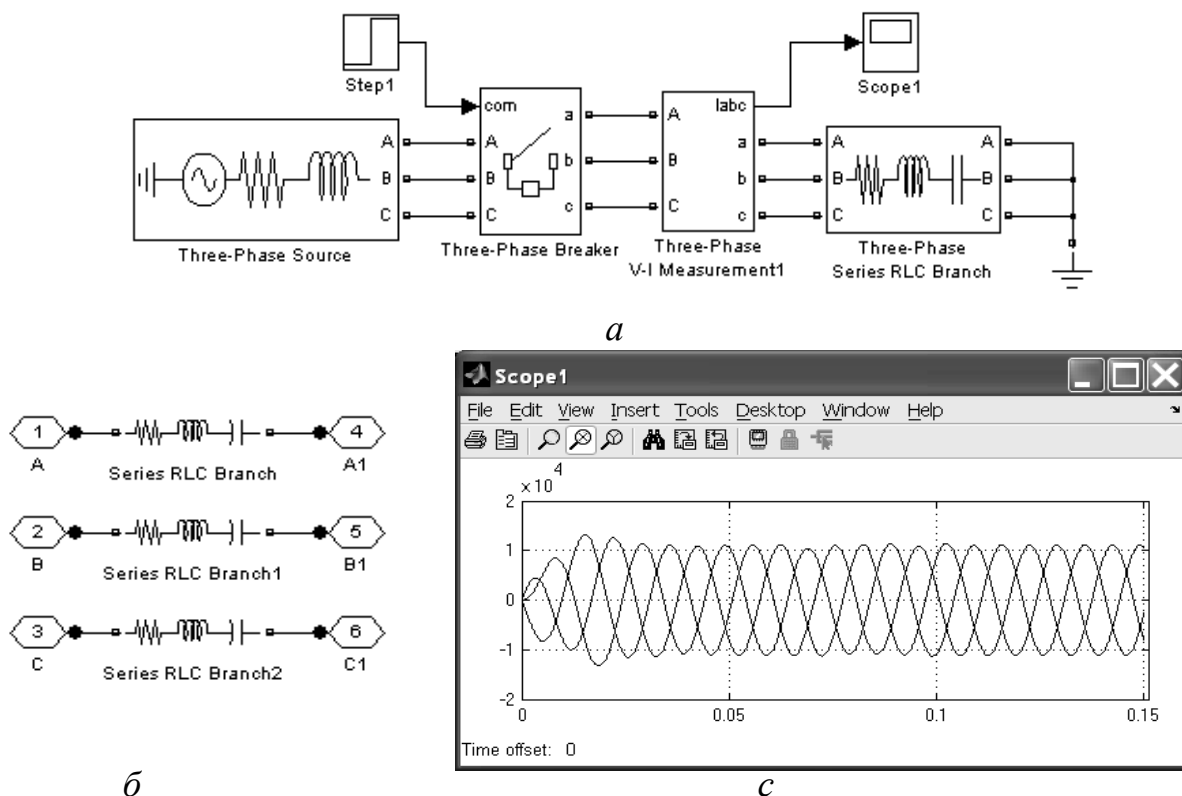 Step1
Scope1
com
a
A
Iabc
A
A
A
b
B
a
A
A
B
B
b
B
B
C
C
c
C
c
C
C
Three-Phase Source
Three-Phase Breaker
Three-Phase
V-I Measurement1
Three-Phase
Series RLC Branch
а
1
A
Series RLC Branch
4
A1
2
B
Series RLC Branch1
5
B1
3
C
Series RLC Branch2
6
C1
б
Scope1
File Edit View Insert Tools Desktop Window Help
×10 4
2
1
0
-1
-2
0 0.05 0.1 0.15
Time offset: 0
с